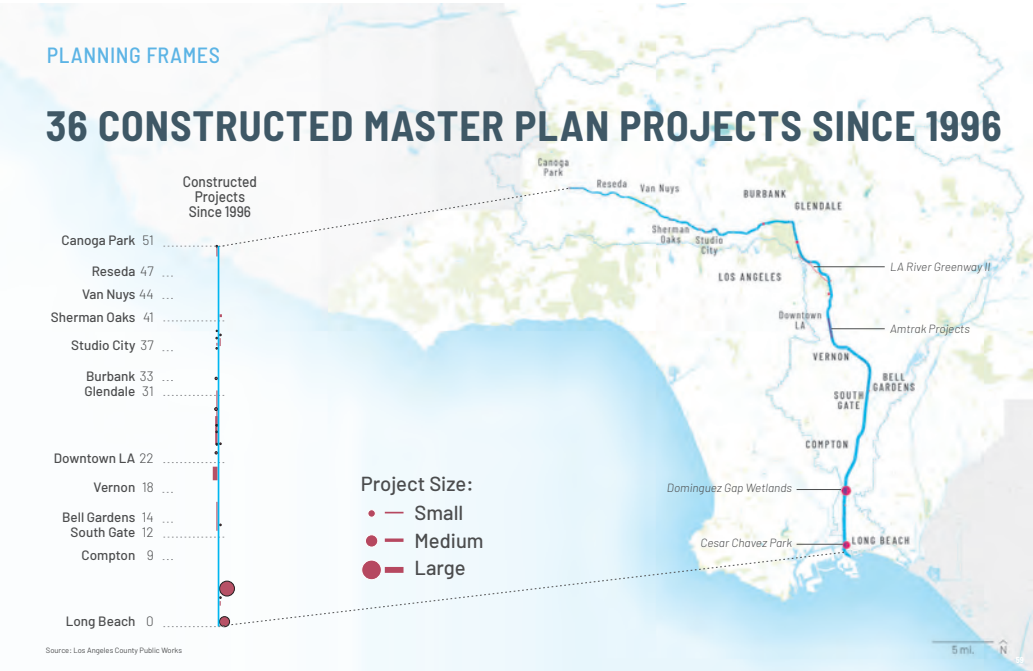 PLANNING FRAMES
36 CONSTRUCTED MASTER PLAN PROJECTS SINCE 1996
Constructed
Projects
Since 1996
Canoga Park 51
Reseda 47
Van Nuys 44
Sherman Oaks 41
Studio City 37
Burbank 33
Glendale 31
Downtown LA 22
Vernon 18
Bell Gardens 14
South Gate 12
Compton 9
Long Beach 0
Project Size:
Small
Medium
Large
Canoga
Park
Reseda
Van Nuys
BURBANK
GLENDALE
Sherman
Oaks
Studio
City
LOS ANGELES
LA River Greenway II
Downtown
LA
Amtrak Projects
VERNON
BELL
GARDENS
SOUTH
GATE
COMPTON
Dominguez Gap Wetlands
Cesar Chavez Park
LONG BEACH
Source: Los Angeles County Public Works
5 mi.
N